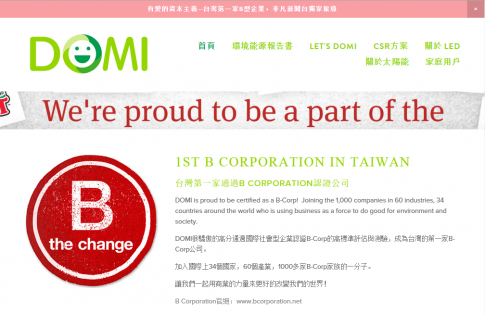 有愛的資本主義--台灣第一家B型企業，非凡新聞台獨家報導
DOMI
首頁 環境能源報告書 LET'S DOMI CSR方案 關於 LED
關於太陽能 家庭用戶
We're proud to be a part of the
1ST B CORPORATION IN TAIWAN
台灣第一家通過B CORPORATION認證公司
B
the change
DOMI is proud to be certified as a B-Corp! Joining the 1,000 companies in 60 industries, 34
countries around the world who is using business as a force to do good for environment and
society.
DOMI很驕傲的高分通過國際社會型企業認證B-Corp的高標準評估與測驗，成為台灣的第一家B-
Corp公司。
加入國際上34個國家，60個產業，1000多家B-Corp家族的一分子。
讓我們一起用商業的力量來更好的改變我們的世界！
B Corporation官網：www.bcorporation.net